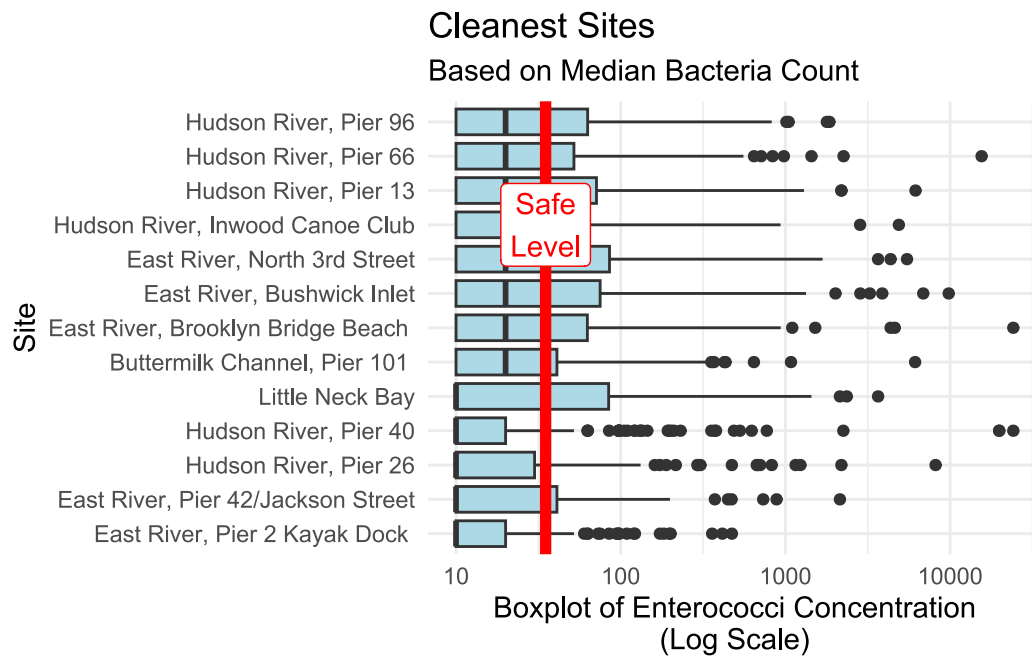 Cleanest Sites
Based on Median Bacteria Count
Hudson River, Pier 96
Hudson River, Pier 66
Hudson River, Pier 13
Hudson River, Inwood Canoe Club
East River, North 3rd Street
East River, Bushwick Inlet
East River, Brooklyn Bridge Beach
Buttermilk Channel, Pier 101
Little Neck Bay
Hudson River, Pier 40
Hudson River, Pier 26
East River, Pier 42/Jackson Street
East River, Pier 2 Kayak Dock
Site
Safe
Level
10 100 1000 10000
Boxplot of Enterococci Concentration
(Log Scale)